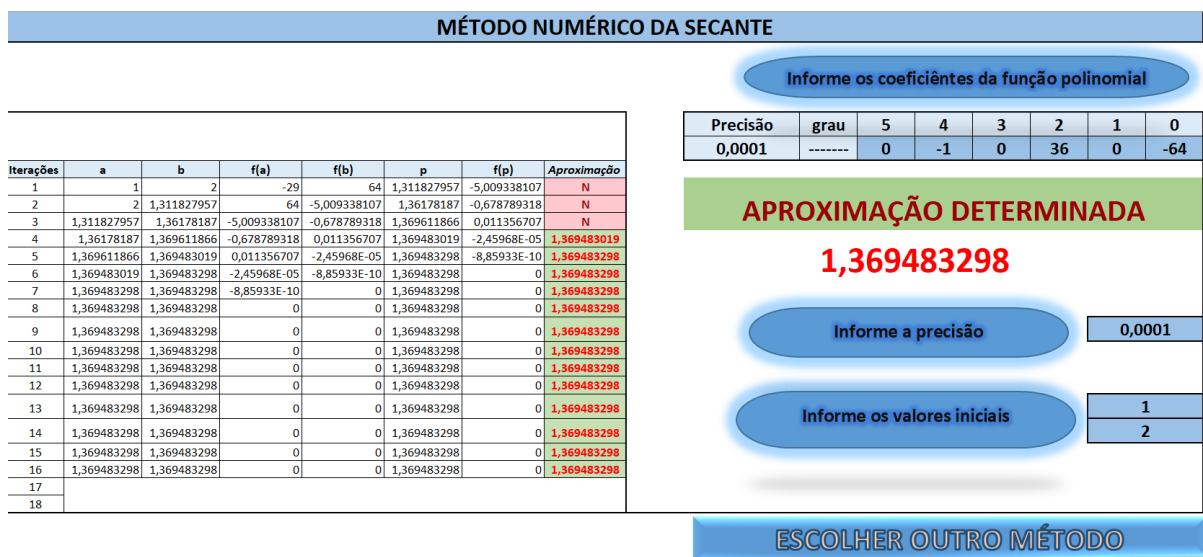 MÉTODO NUMÉRICO DA SECANTE
Informe os coeficiêntes da função polinomial
Precisão grau 5 4 3 2 1 0
0,0001 ------- 0 -1 0 36 0 -64
Iterações a b f(a) f(b) p f(p) Aproximação
1 1 2 -29 64 1,311827957 -5,009338107 N
2 2 1,311827957 64 -5,009338107 1,36178187 -0,678789318 N
3 1,311827957 1,36178187 -5,009338107 -0,678789318 1,369611866 0,011356707 N
4 1,36178187 1,369611866 -0,678789318 0,011356707 1,369483019 -2,45968E-05 1,369483019
5 1,369611866 1,369483019 0,011356707 -2,45968E-05 1,369483298 -8,85933E-10 1,369483298
6 1,369483019 1,369483298 -2,45968E-05 -8,85933E-10 1,369483298 0 1,369483298
7 1,369483298 1,369483298 -8,85933E-10 0 1,369483298 0 1,369483298
8 1,369483298 1,369483298 0 0 1,369483298 0 1,369483298
9 1,369483298 1,369483298 0 0 1,369483298 0 1,369483298
10 1,369483298 1,369483298 0 0 1,369483298 0 1,369483298
11 1,369483298 1,369483298 0 0 1,369483298 0 1,369483298
12 1,369483298 1,369483298 0 0 1,369483298 0 1,369483298
13 1,369483298 1,369483298 0 0 1,369483298 0 1,369483298
14 1,369483298 1,369483298 0 0 1,369483298 0 1,369483298
15 1,369483298 1,369483298 0 0 1,369483298 0 1,369483298
16 1,369483298 1,369483298 0 0 1,369483298 0 1,369483298
17
18
APROXIMAÇÃO DETERMINADA
1,369483298
Informe a precisão 0,0001
Informe os valores iniciais 1
2
ESCOLHER OUTRO MÉTODO